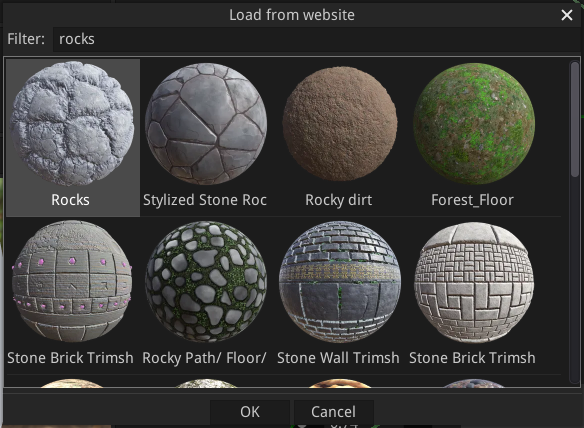 Load from website
Filter: rocks
Rocks
Stylized Stone Roc
Rocky dirt
Forest_Floor
Stone Brick Trimsh
Rocky Path/ Floor/
Stone Wall Trimsh
Stone Brick Trimsh
OK
Cancel